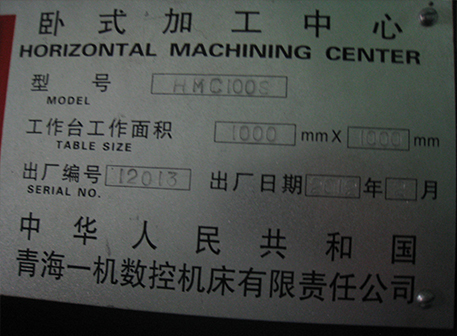 卧式加工中心
HORIZONTAL MACHINING CENTER
型号 HMC100S
MODEL
工作台工作面积 1000 mm X 1000 mm
TABLE SIZE
出厂编号 12013 出厂日期 年 月
SERIAL NO.
中华人民共和国
青海一机数控机床有限责任公司